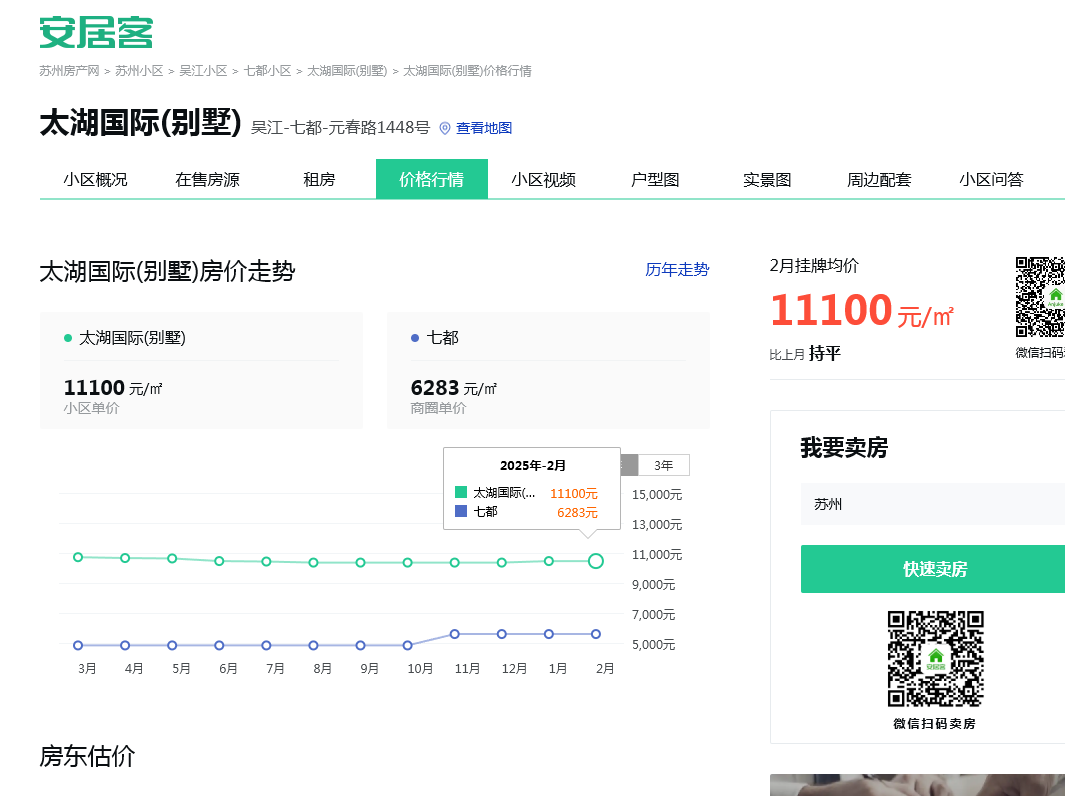 安居客
苏州房产网 > 苏州小区 > 吴江小区 > 七都小区 > 太湖国际(别墅) > 太湖国际(别墅)价格行情
太湖国际(别墅) 吴江-七都-元春路1448号 查看地图
小区概况 在售房源 租房 价格行情 小区视频 户型图 实景图 周边配套 小区问答
太湖国际(别墅)房价走势 历年走势
太湖国际(别墅) 七都
11100 元/㎡ 6283 元/㎡
小区单价 商圈单价
2025年-2月
太湖国际(... 11100元
七都 6283元
3年
15,000元
13,000元
11,000元
9,000元
7,000元
5,000元
3月 4月 5月 6月 7月 8月 9月 10月 11月 12月 1月 2月
房东估价
2月挂牌均价
11100 元/㎡
比上月 持平
微信扫码
我要卖房
苏州
快速卖房
安居客
微信扫码卖房